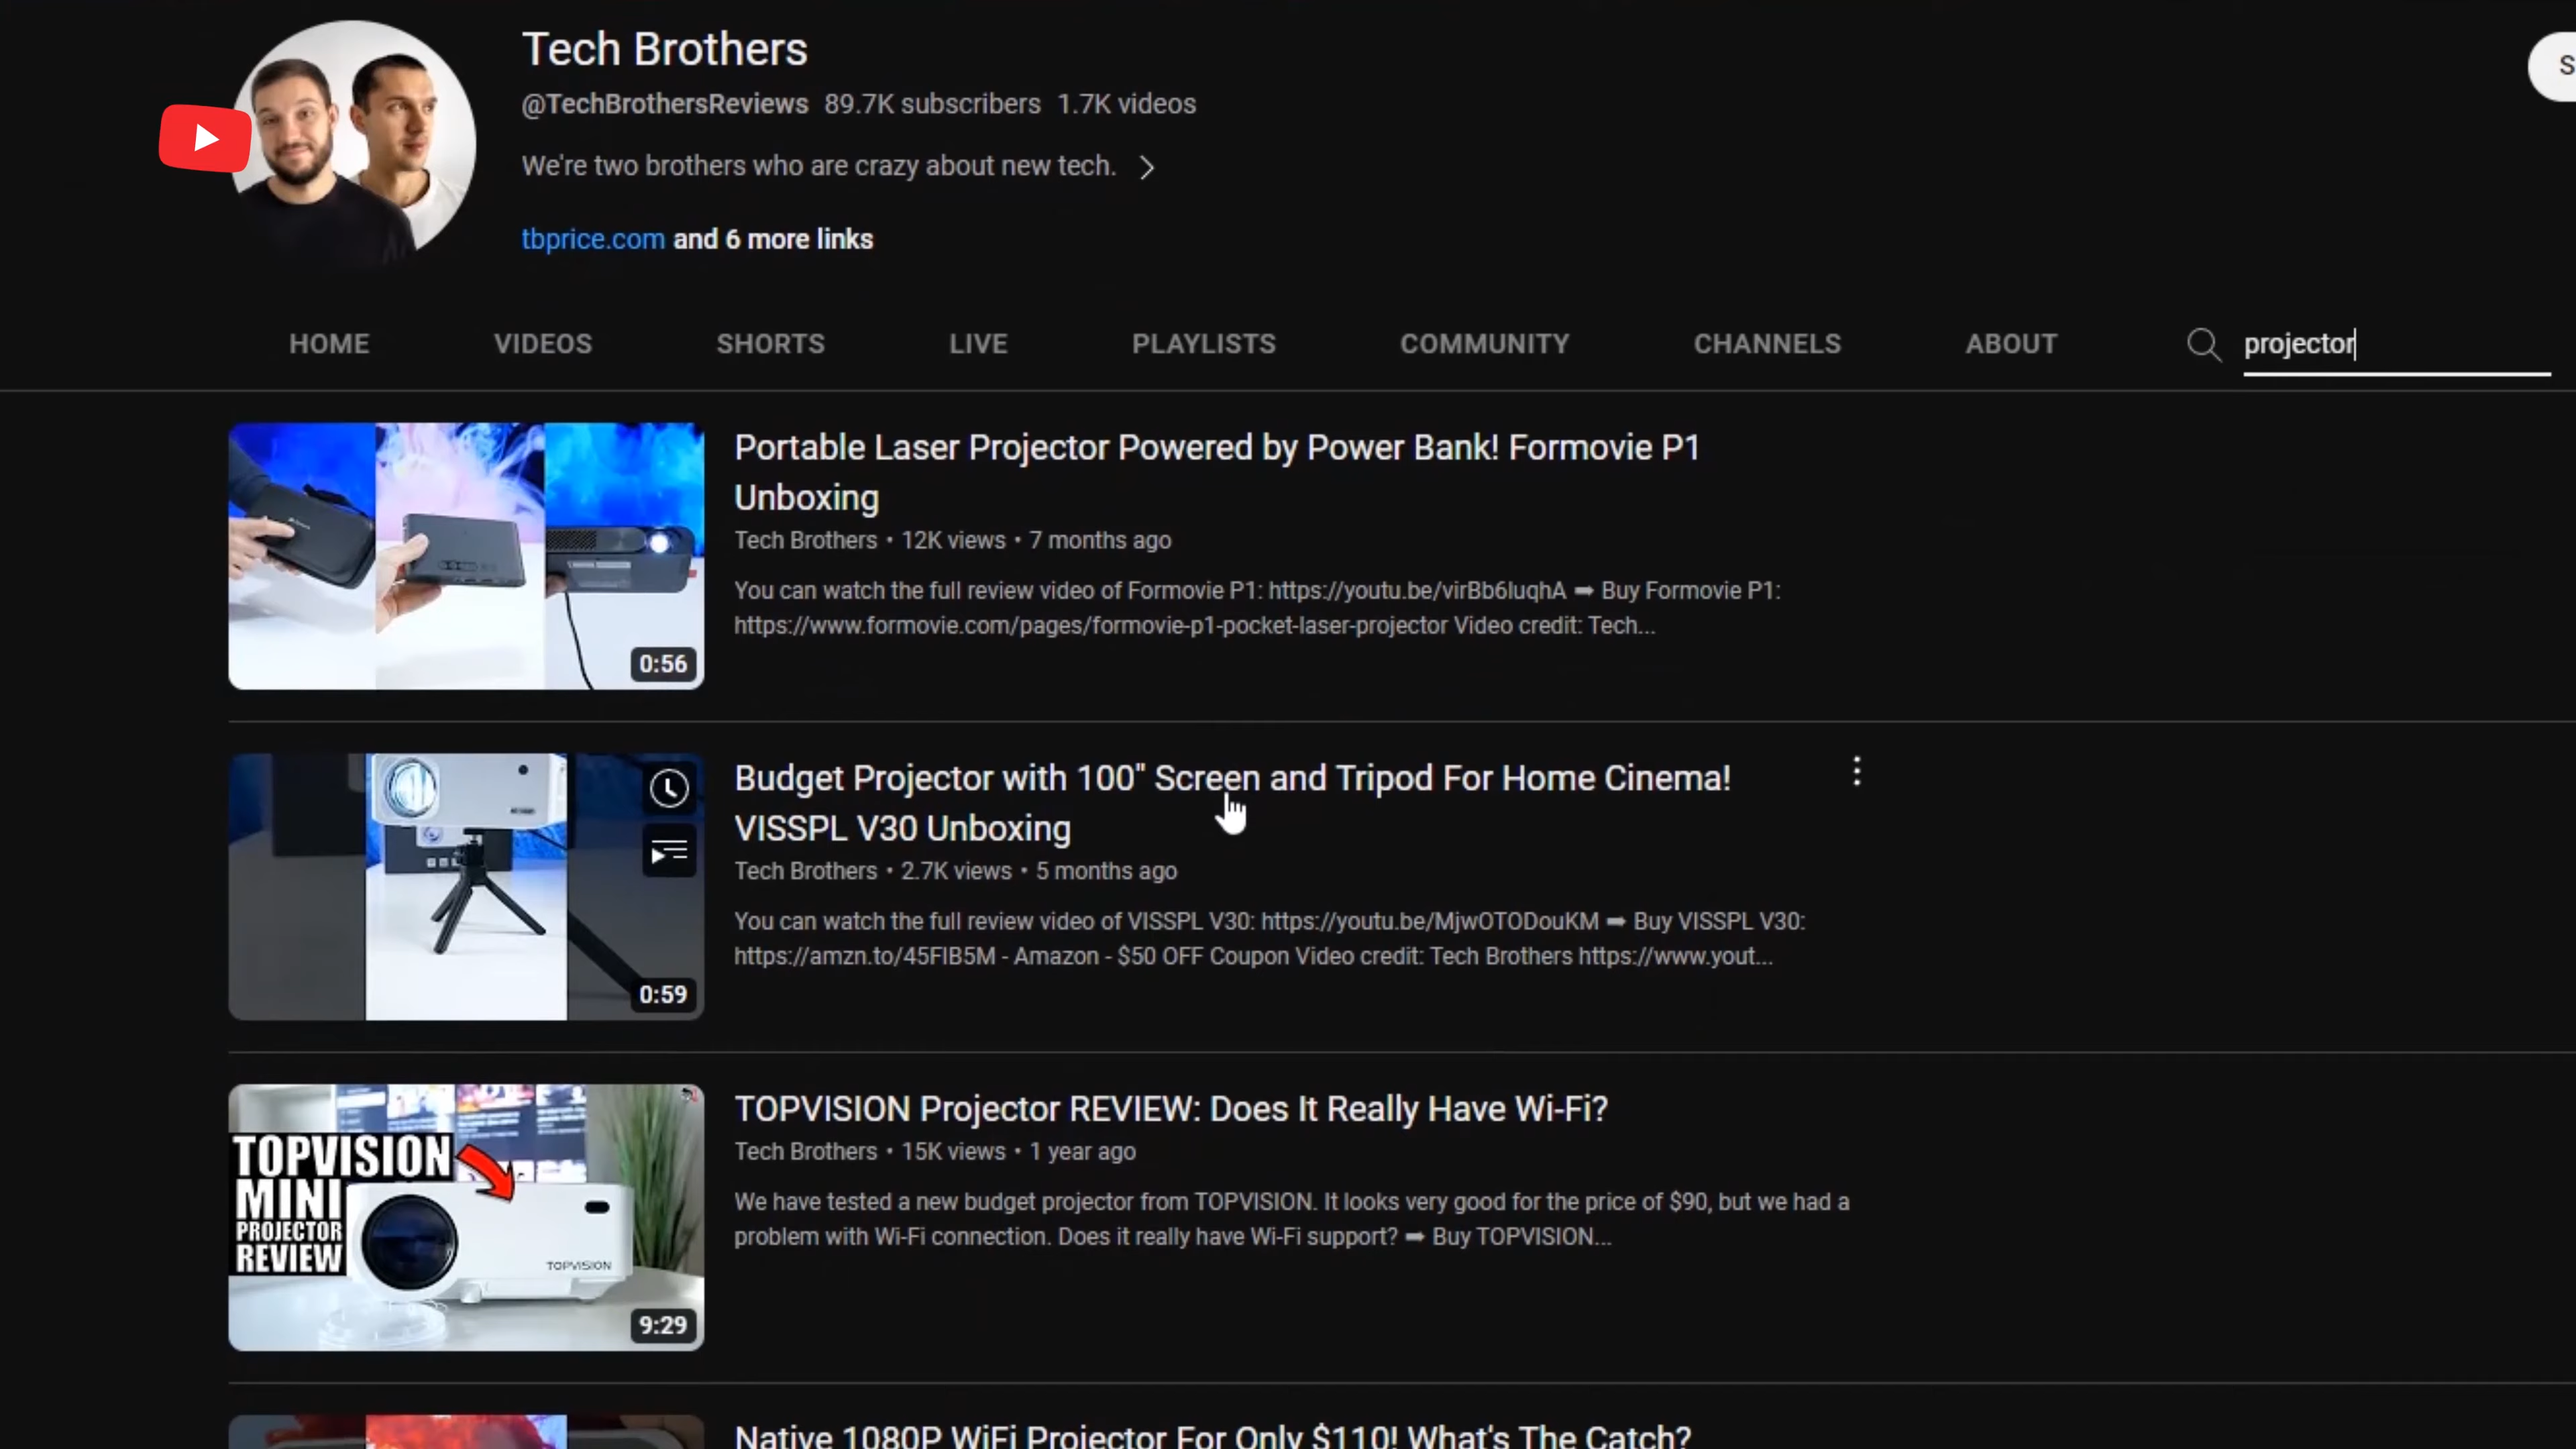 Tech Brothers
@TechBrothersReviews 89.7K subscribers 1.7K videos
We're two brothers who are crazy about new tech.
tbprice.com and 6 more links
HOME VIDEOS SHORTS LIVE PLAYLISTS COMMUNITY CHANNELS ABOUT projector
Portable Laser Projector Powered by Power Bank! Formovie P1
Unboxing
Tech Brothers • 12K views • 7 months ago
You can watch the full review video of Formovie P1: https://youtu.be/virBb6IuqhA ➡ Buy Formovie P1:
https://www.formovie.com/pages/formovie-p1-pocket-laser-projector Video credit: Tech...
0:56
Budget Projector with 100" Screen and Tripod For Home Cinema!
VISSPL V30 Unboxing
Tech Brothers • 2.7K views • 5 months ago
You can watch the full review video of VISSPL V30: https://youtu.be/MjwOTODouKM ➡ Buy VISSPL V30:
https://amzn.to/45FIB5M - Amazon - $50 OFF Coupon Video credit: Tech Brothers https://www.yout...
0:59
TOPVISION
MINI
PROJECTOR
REVIEW
TOPVISION
9:29
TOPVISION Projector REVIEW: Does It Really Have Wi-Fi?
Tech Brothers • 15K views • 1 year ago
We have tested a new budget projector from TOPVISION. It looks very good for the price of $90, but we had a
problem with Wi-Fi connection. Does it really have Wi-Fi support? ➡ Buy TOPVISION...
Native 1080P WiFi Projector For Only $110! What's The Catch?